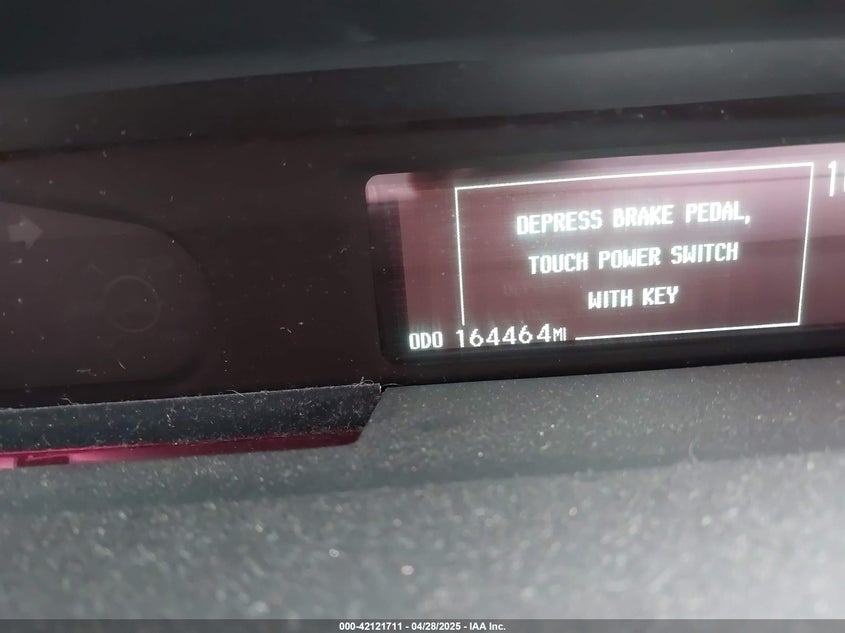 DEPRESS BRAKE PEDAL,
TOUCH POWER SWITCH
WITH KEY
ODO 164464MI
000-42121711 - 04/28/2025 - IAA Inc.